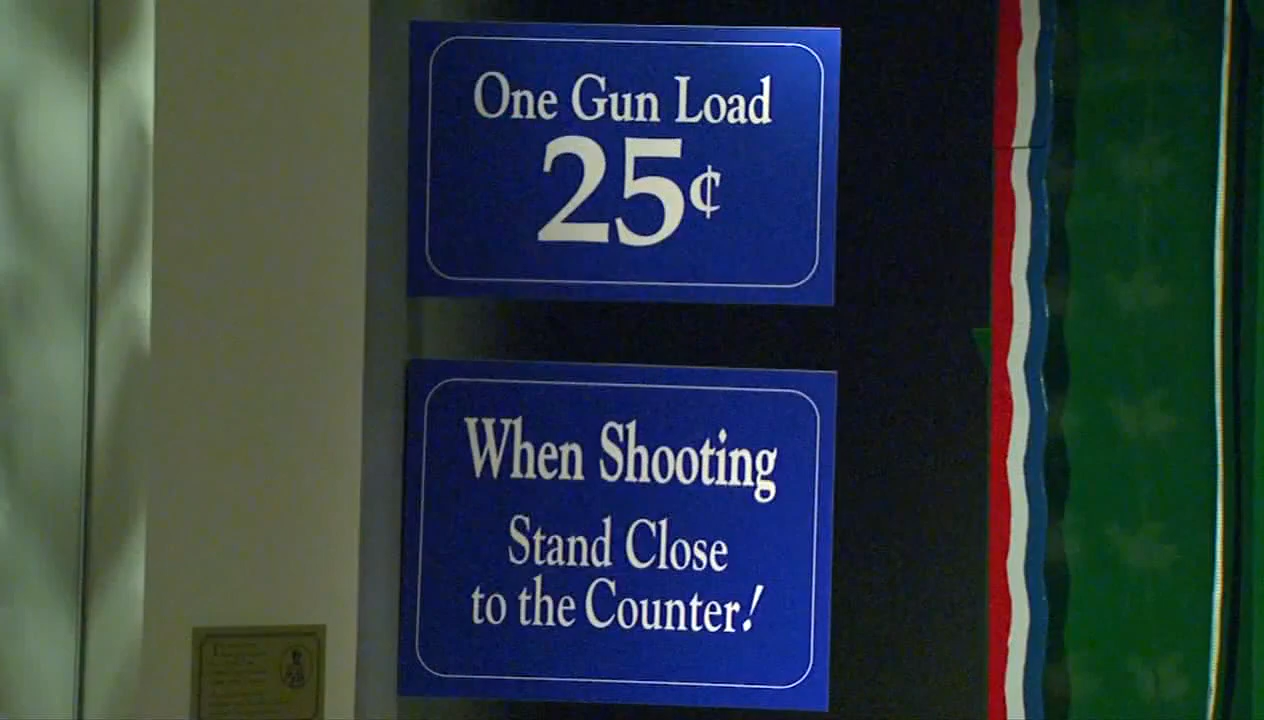 One Gun Load
25¢
When Shooting
Stand Close
to the Counter!